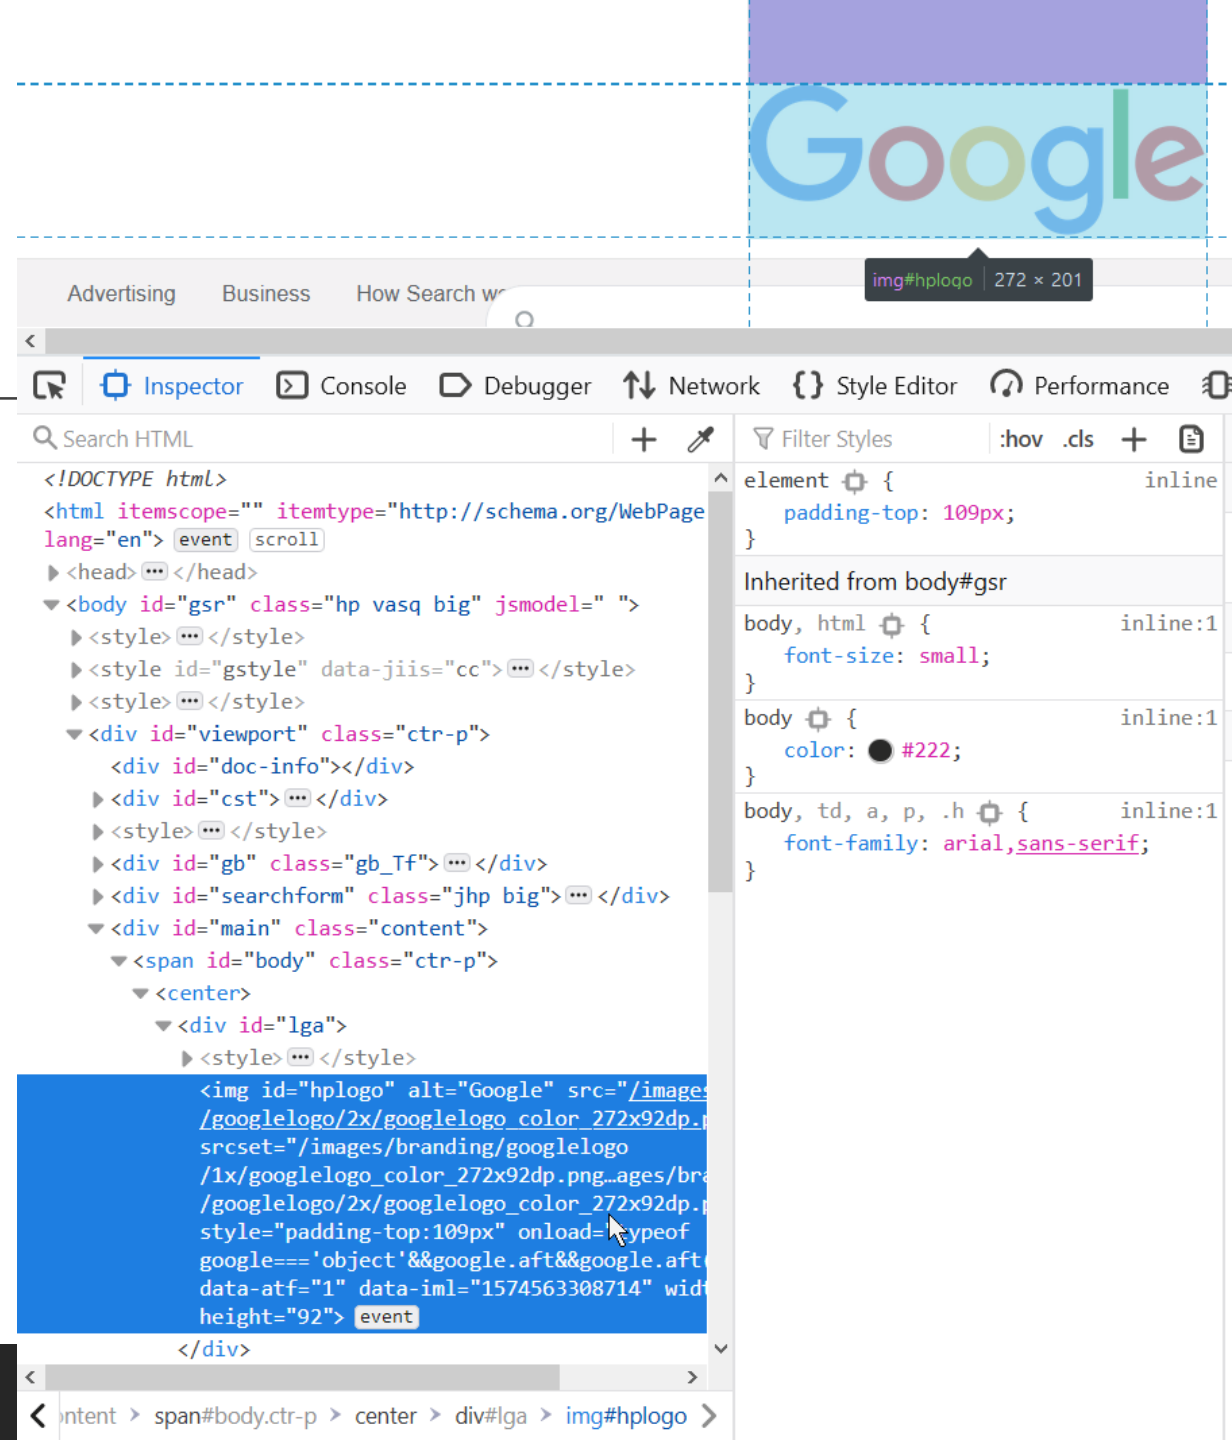 Google
img#hplogo 272 × 201
Advertising Business How Search
Inspector Console Debugger Network Style Editor Performance
Search HTML
Filter Styles :hov .cls
<!DOCTYPE html>
<html itemscope="" itemtype="http://schema.org/WebPage
lang="en"> event scroll
<head> ••• </head>
<body id="gsr" class="hp vasq big" jsmodel=" ">
<style> ••• </style>
<style id="gstyle" data-jiis="cc"> ••• </style>
<style> ••• </style>
<div id="viewport" class="ctr-p">
<div id="doc-info"></div>
<div id="cst"> ••• </div>
<style> ••• </style>
<div id="gb" class="gb_Tf"> ••• </div>
<div id="searchform" class="jhp big"> ••• </div>
<div id="main" class="content">
<span id="body" class="ctr-p">
<center>
<div id="lga">
<style> ••• </style>
<img id="hplogo" alt="Google" src="/images
/googlelogo/2x/googlelogo_color_272x92dp.p
srcset="/images/branding/googlelogo
/1x/googlelogo_color_272x92dp.png…ages/bra
/googlelogo/2x/googlelogo_color_272x92dp.p
style="padding-top:109px" onload="typeof
google==='object'&&google.aft&&google.aft(
data-atf="1" data-iml="1574563308714" widt
height="92"> event
</div>
element { inline
padding-top: 109px;
}
Inherited from body#gsr
body, html { inline:1
font-size: small;
}
body { inline:1
color: #222;
}
body, td, a, p, .h { inline:1
font-family: arial,sans-serif;
}
ontent > span#body.ctr-p > center > div#lga > img#hplogo